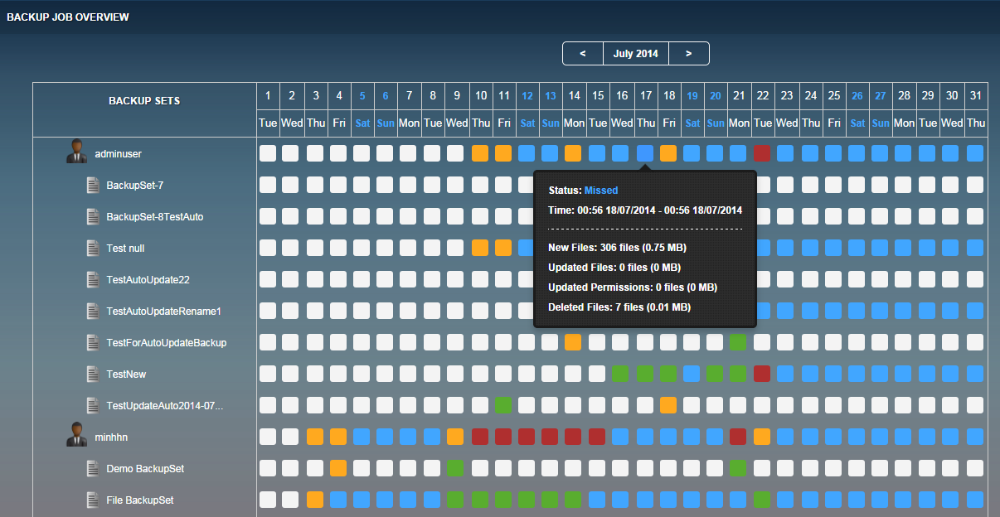 BACKUP JOB OVERVIEW
< July 2014 >
BACKUP SETS
1 2 3 4 5 6 7 8 9 10 11 12 13 14 15 16 17 18 19 20 21 22 23 24 25 26 27 28 29 30 31
Tue Wed Thu Fri Sat Sun Mon Tue Wed Thu Fri Sat Sun Mon Tue Wed Thu Fri Sat Sun Mon Tue Wed Thu Fri Sat Sun Mon Tue Wed Thu
adminuser
BackupSet-7
BackupSet-8TestAuto
Test null
TestAutoUpdate22
TestAutoUpdateRename1
TestForAutoUpdateBackup
TestNew
TestUpdateAuto2014-07...
minhhn
Demo BackupSet
File BackupSet
Status: Missed
Time: 00:56 18/07/2014 - 00:56 18/07/2014
New Files: 306 files (0.75 MB)
Updated Files: 0 files (0 MB)
Updated Permissions: 0 files (0 MB)
Deleted Files: 7 files (0.01 MB)